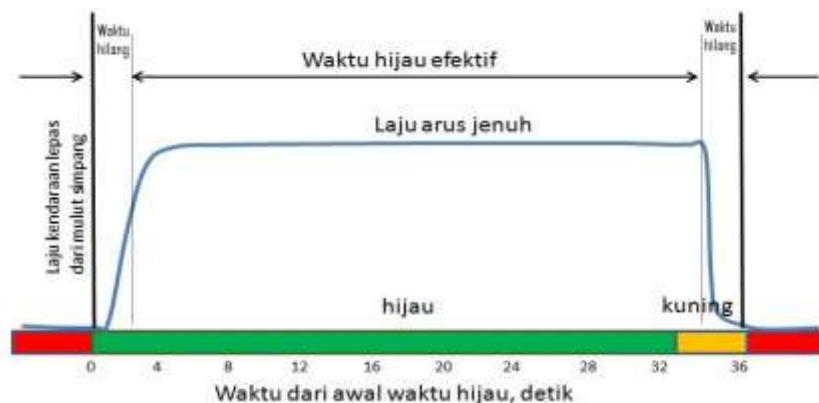 Waktu
hilang
Waktu
hilang
Waktu hijau efektif
Laju arus jenuh
Laju kendaraan lepas
dari mulut simpang
hijau
kuning
0 4 8 12 16 20 24 28 32 36
Waktu dari awal waktu hijau, detik